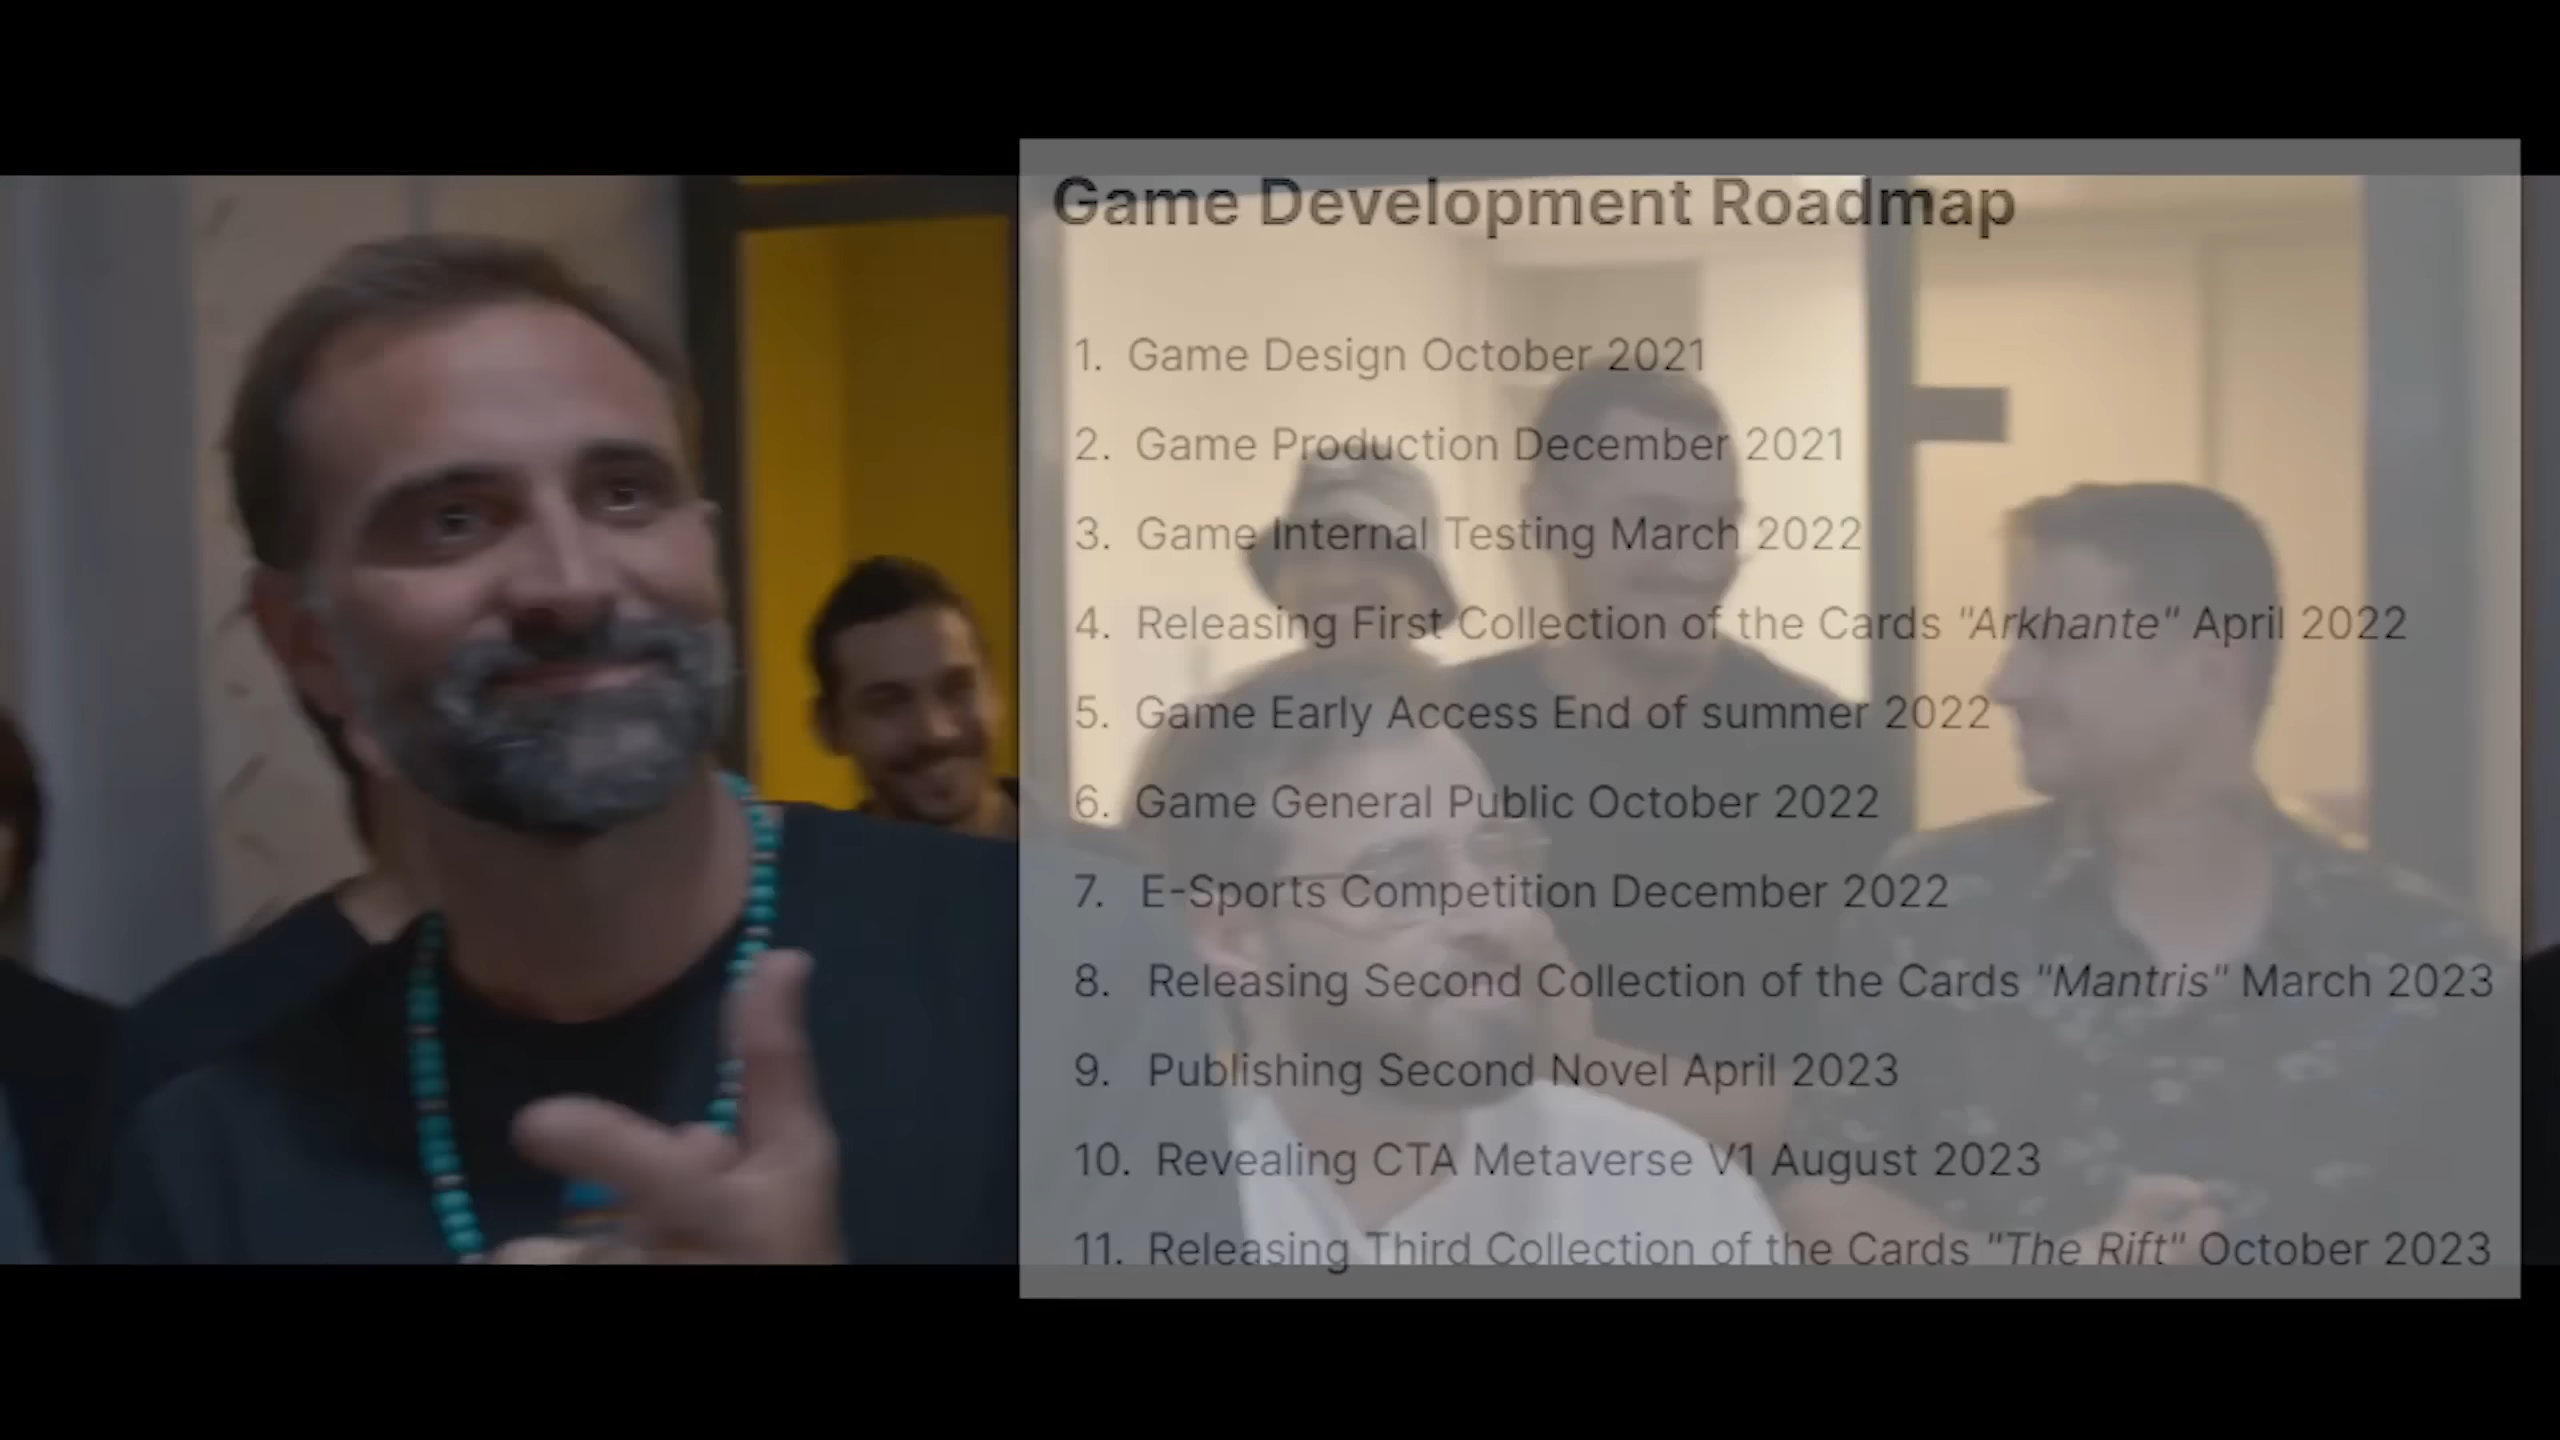 Game Development Roadmap
1. Game Design October 2021
2. Game Production December 2021
3. Game Internal Testing March 2022
4. Releasing First Collection of the Cards "Arkhante" April 2022
5. Game Early Access End of summer 2022
6. Game General Public October 2022
7. E-Sports Competition December 2022
8. Releasing Second Collection of the Cards "Mantris" March 2023
9. Publishing Second Novel April 2023
10. Revealing CTA Metaverse V1 August 2023
11. Releasing Third Collection of the Cards "The Rift" October 2023